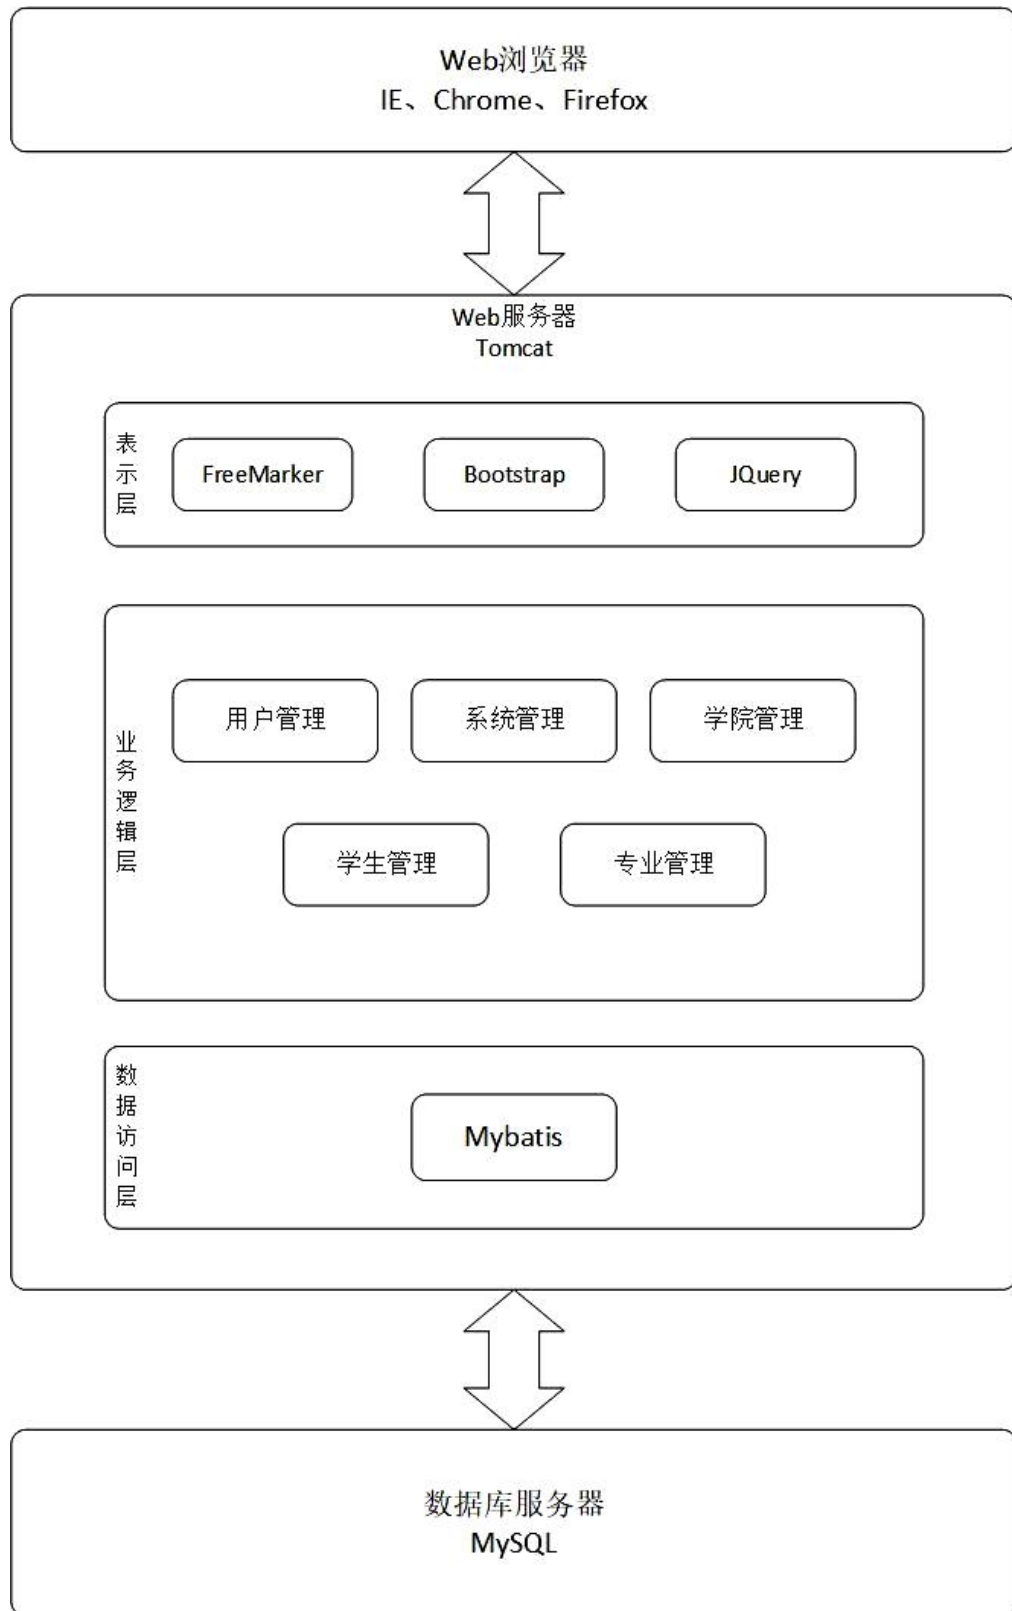 Web浏览器
IE、Chrome、Firefox
Web服务器
Tomcat
表示层
FreeMarker
Bootstrap
JQuery
业务逻辑层
用户管理
系统管理
学院管理
学生管理
专业管理
数据访问层
Mybatis
数据库服务器
MySQL